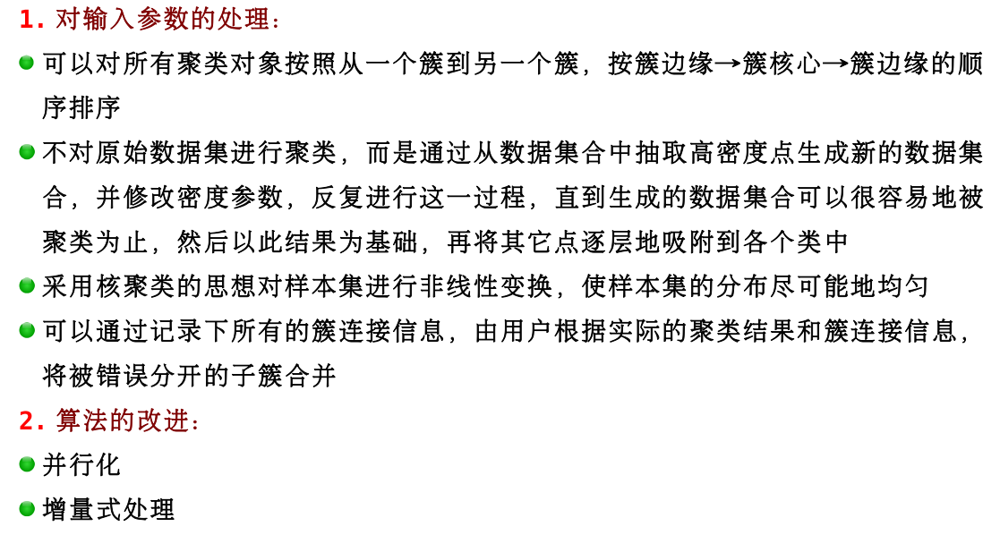 1. 对输入参数的处理：
可以对所有聚类对象按照从一个簇到另一个簇，按簇边缘→簇核心→簇边缘的顺
序排序
不对原始数据集进行聚类，而是通过从数据集合中抽取高密度点生成新的数据集
合，并修改密度参数，反复进行这一过程，直到生成的数据集合可以很容易地被
聚类为止，然后以此结果为基础，再将其它点逐层地吸附到各个类中
采用核聚类的思想对样本集进行非线性变换，使样本集的分布尽可能地均匀
可以通过记录下所有的簇连接信息，由用户根据实际的聚类结果和簇连接信息，
将被错误分开的子簇合并
2. 算法的改进：
并行化
增量式处理